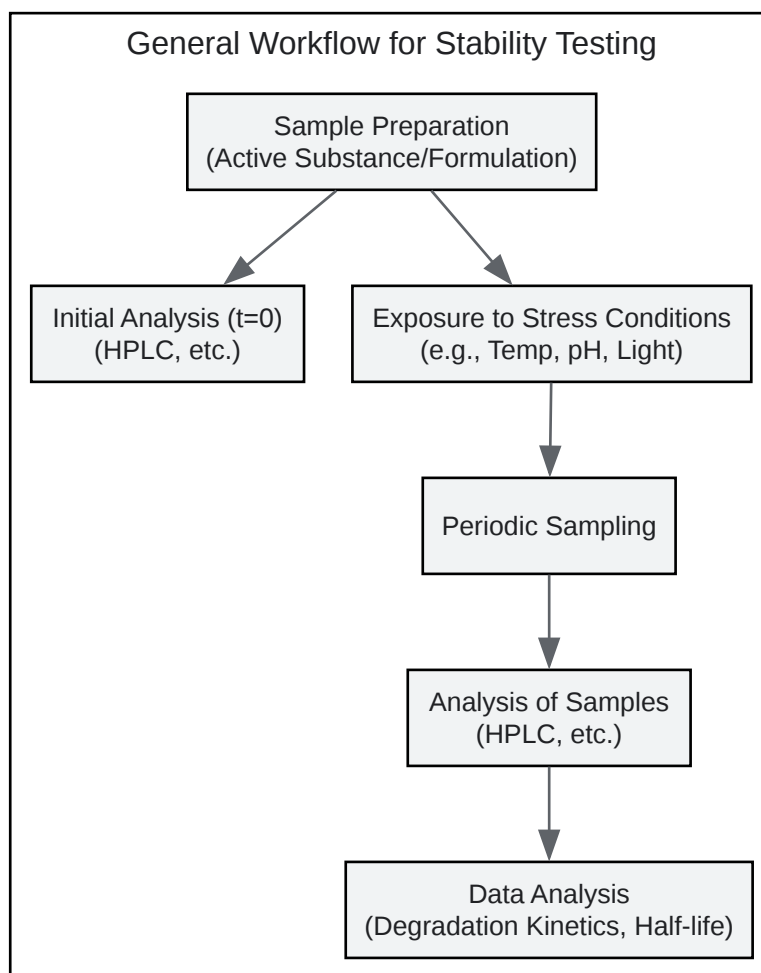 General Workflow for Stability Testing
Sample Preparation
(Active Substance/Formulation)
Initial Analysis (t=0)
(HPLC, etc.)
Exposure to Stress Conditions
(e.g., Temp, pH, Light)
Periodic Sampling
Analysis of Samples
(HPLC, etc.)
Data Analysis
(Degradation Kinetics, Half-life)